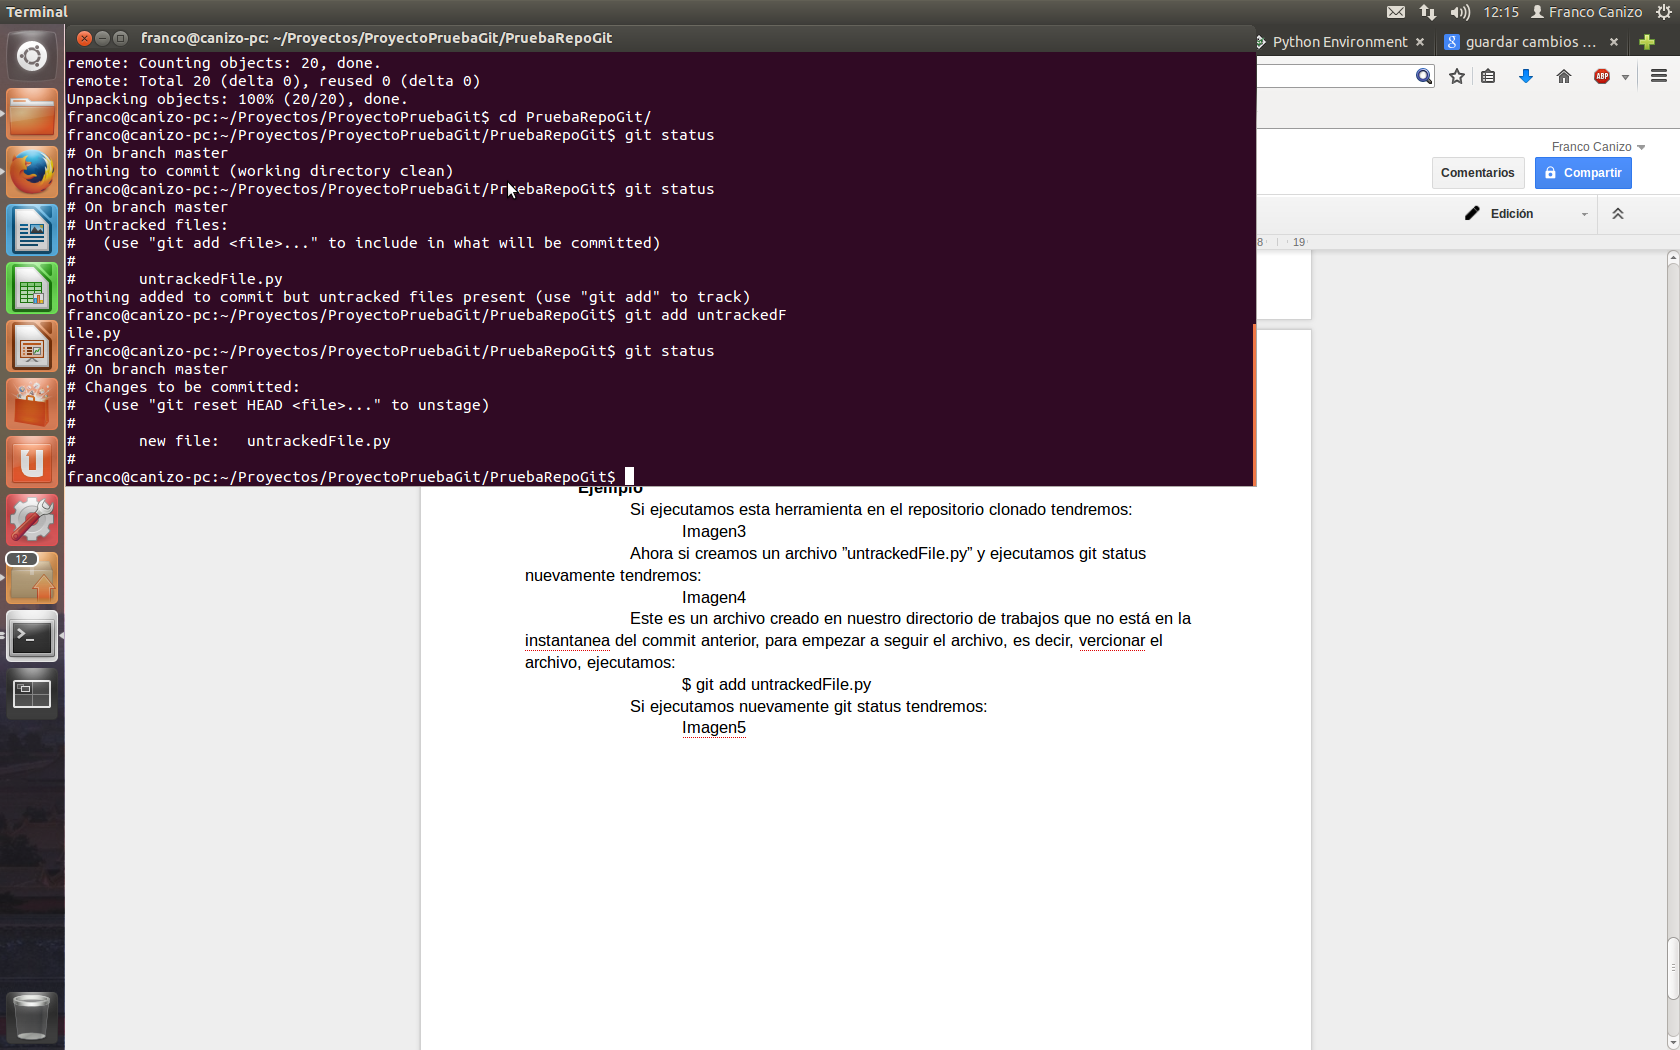 Terminal
12:15
Franco Canizo
franco@canizo-pc: ~/Proyectos/ProyectoPruebaGit/PruebaRepoGit
Python Environment
guardar cambios ...
remote: Counting objects: 20, done.
remote: Total 20 (delta 0), reused 0 (delta 0)
Unpacking objects: 100% (20/20), done.
franco@canizo-pc:~/Proyectos/ProyectoPruebaGit$ cd PruebaRepoGit/
franco@canizo-pc:~/Proyectos/ProyectoPruebaGit/PruebaRepoGit$ git status
# On branch master
nothing to commit (working directory clean)
franco@canizo-pc:~/Proyectos/ProyectoPruebaGit/PruebaRepoGit$ git status
# On branch master
# Untracked files:
#   (use "git add <file>..." to include in what will be committed)
#
#       untrackedFile.py
nothing added to commit but untracked files present (use "git add" to track)
franco@canizo-pc:~/Proyectos/ProyectoPruebaGit/PruebaRepoGit$ git add untrackedF
ile.py
franco@canizo-pc:~/Proyectos/ProyectoPruebaGit/PruebaRepoGit$ git status
# On branch master
# Changes to be committed:
#   (use "git reset HEAD <file>..." to unstage)
#
#       new file:   untrackedFile.py
#
franco@canizo-pc:~/Proyectos/ProyectoPruebaGit/PruebaRepoGit$
ABP
Franco Canizo
Comentarios
Compartir
Edición
8 19
12
Ejemplo
Si ejecutamos esta herramienta en el repositorio clonado tendremos:
Imagen3
Ahora si creamos un archivo ”untrackedFile.py” y ejecutamos git status
nuevamente tendremos:
Imagen4
Este es un archivo creado en nuestro directorio de trabajos que no está en la
instantanea del commit anterior, para empezar a seguir el archivo, es decir, vercionar el
archivo, ejecutamos:
$ git add untrackedFile.py
Si ejecutamos nuevamente git status tendremos:
Imagen5